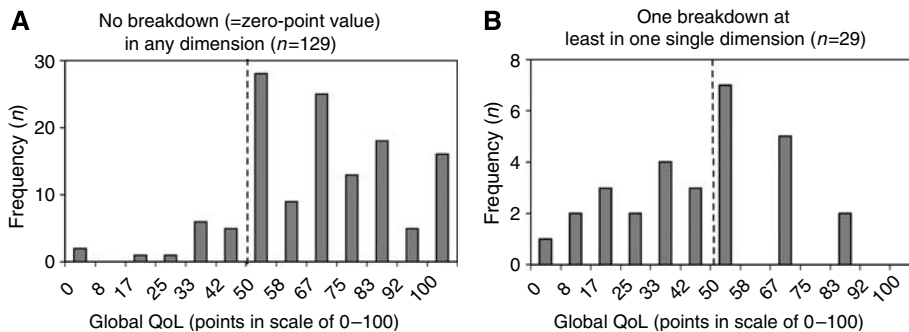 A
No breakdown (=zero-point value)
in any dimension (n=129)
30
20
10
0
Frequency (n)
0 8 17 25 33 42 50 58 67 75 83 92 100
Global QoL (points in scale of 0–100)
B
One breakdown at
least in one single dimension (n=29)
8
6
4
2
0
Frequency (n)
0 8 17 25 33 42 50 58 67 75 83 92 100
Global QoL (points in scale of 0–100)